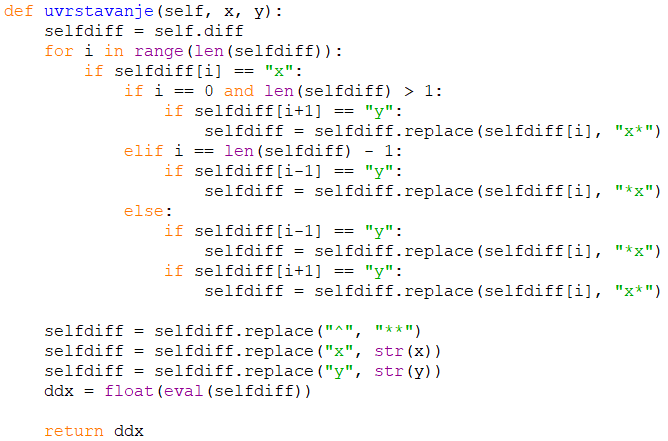 def uvrstavanje(self, x, y):
    selfdiff = self.diff
    for i in range(len(selfdiff)):
        if selfdiff[i] == "x":
            if i == 0 and len(selfdiff) > 1:
                if selfdiff[i+1] == "y":
                    selfdiff = selfdiff.replace(selfdiff[i], "x*")
            elif i == len(selfdiff) - 1:
                if selfdiff[i-1] == "y":
                    selfdiff = selfdiff.replace(selfdiff[i], "*x")
            else:
                if selfdiff[i-1] == "y":
                    selfdiff = selfdiff.replace(selfdiff[i], "*x")
                if selfdiff[i+1] == "y":
                    selfdiff = selfdiff.replace(selfdiff[i], "x*")
    selfdiff = selfdiff.replace("^", "**")
    selfdiff = selfdiff.replace("x", str(x))
    selfdiff = selfdiff.replace("y", str(y))
    ddx = float(eval(selfdiff))
    return ddx